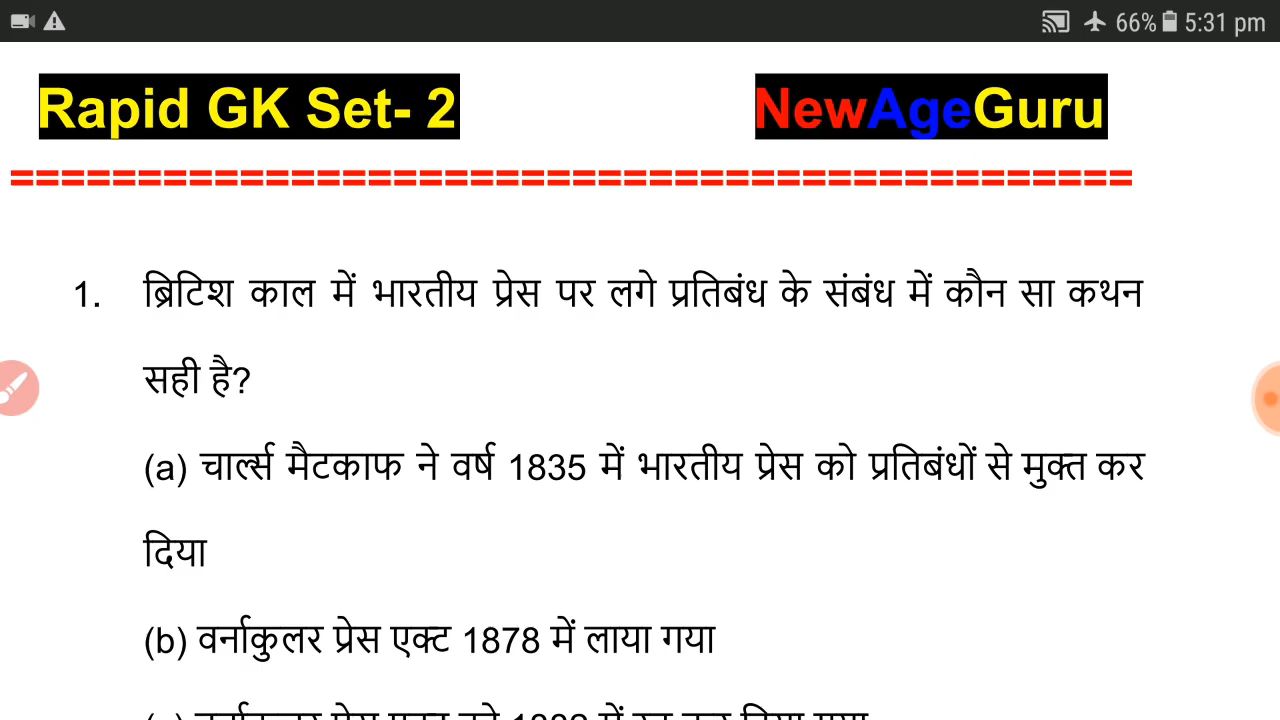 66% 5:31 pm
Rapid GK Set- 2 NewAgeGuru
============================================
1. ब्रिटिश काल में भारतीय प्रेस पर लगे प्रतिबंध के संबंध में कौन सा कथन
सही है?
(a) चार्ल्स मैटकाफ ने वर्ष 1835 में भारतीय प्रेस को प्रतिबंधों से मुक्त कर
दिया
(b) वर्नाकुलर प्रेस एक्ट 1878 में लाया गया